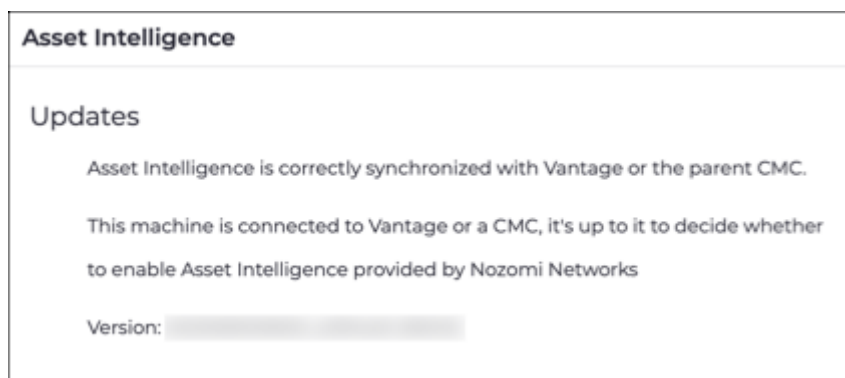 Asset Intelligence
Updates
Asset Intelligence is correctly synchronized with Vantage or the parent CMC.
This machine is connected to Vantage or a CMC, it's up to it to decide whether
to enable Asset Intelligence provided by Nozomi Networks
Version: